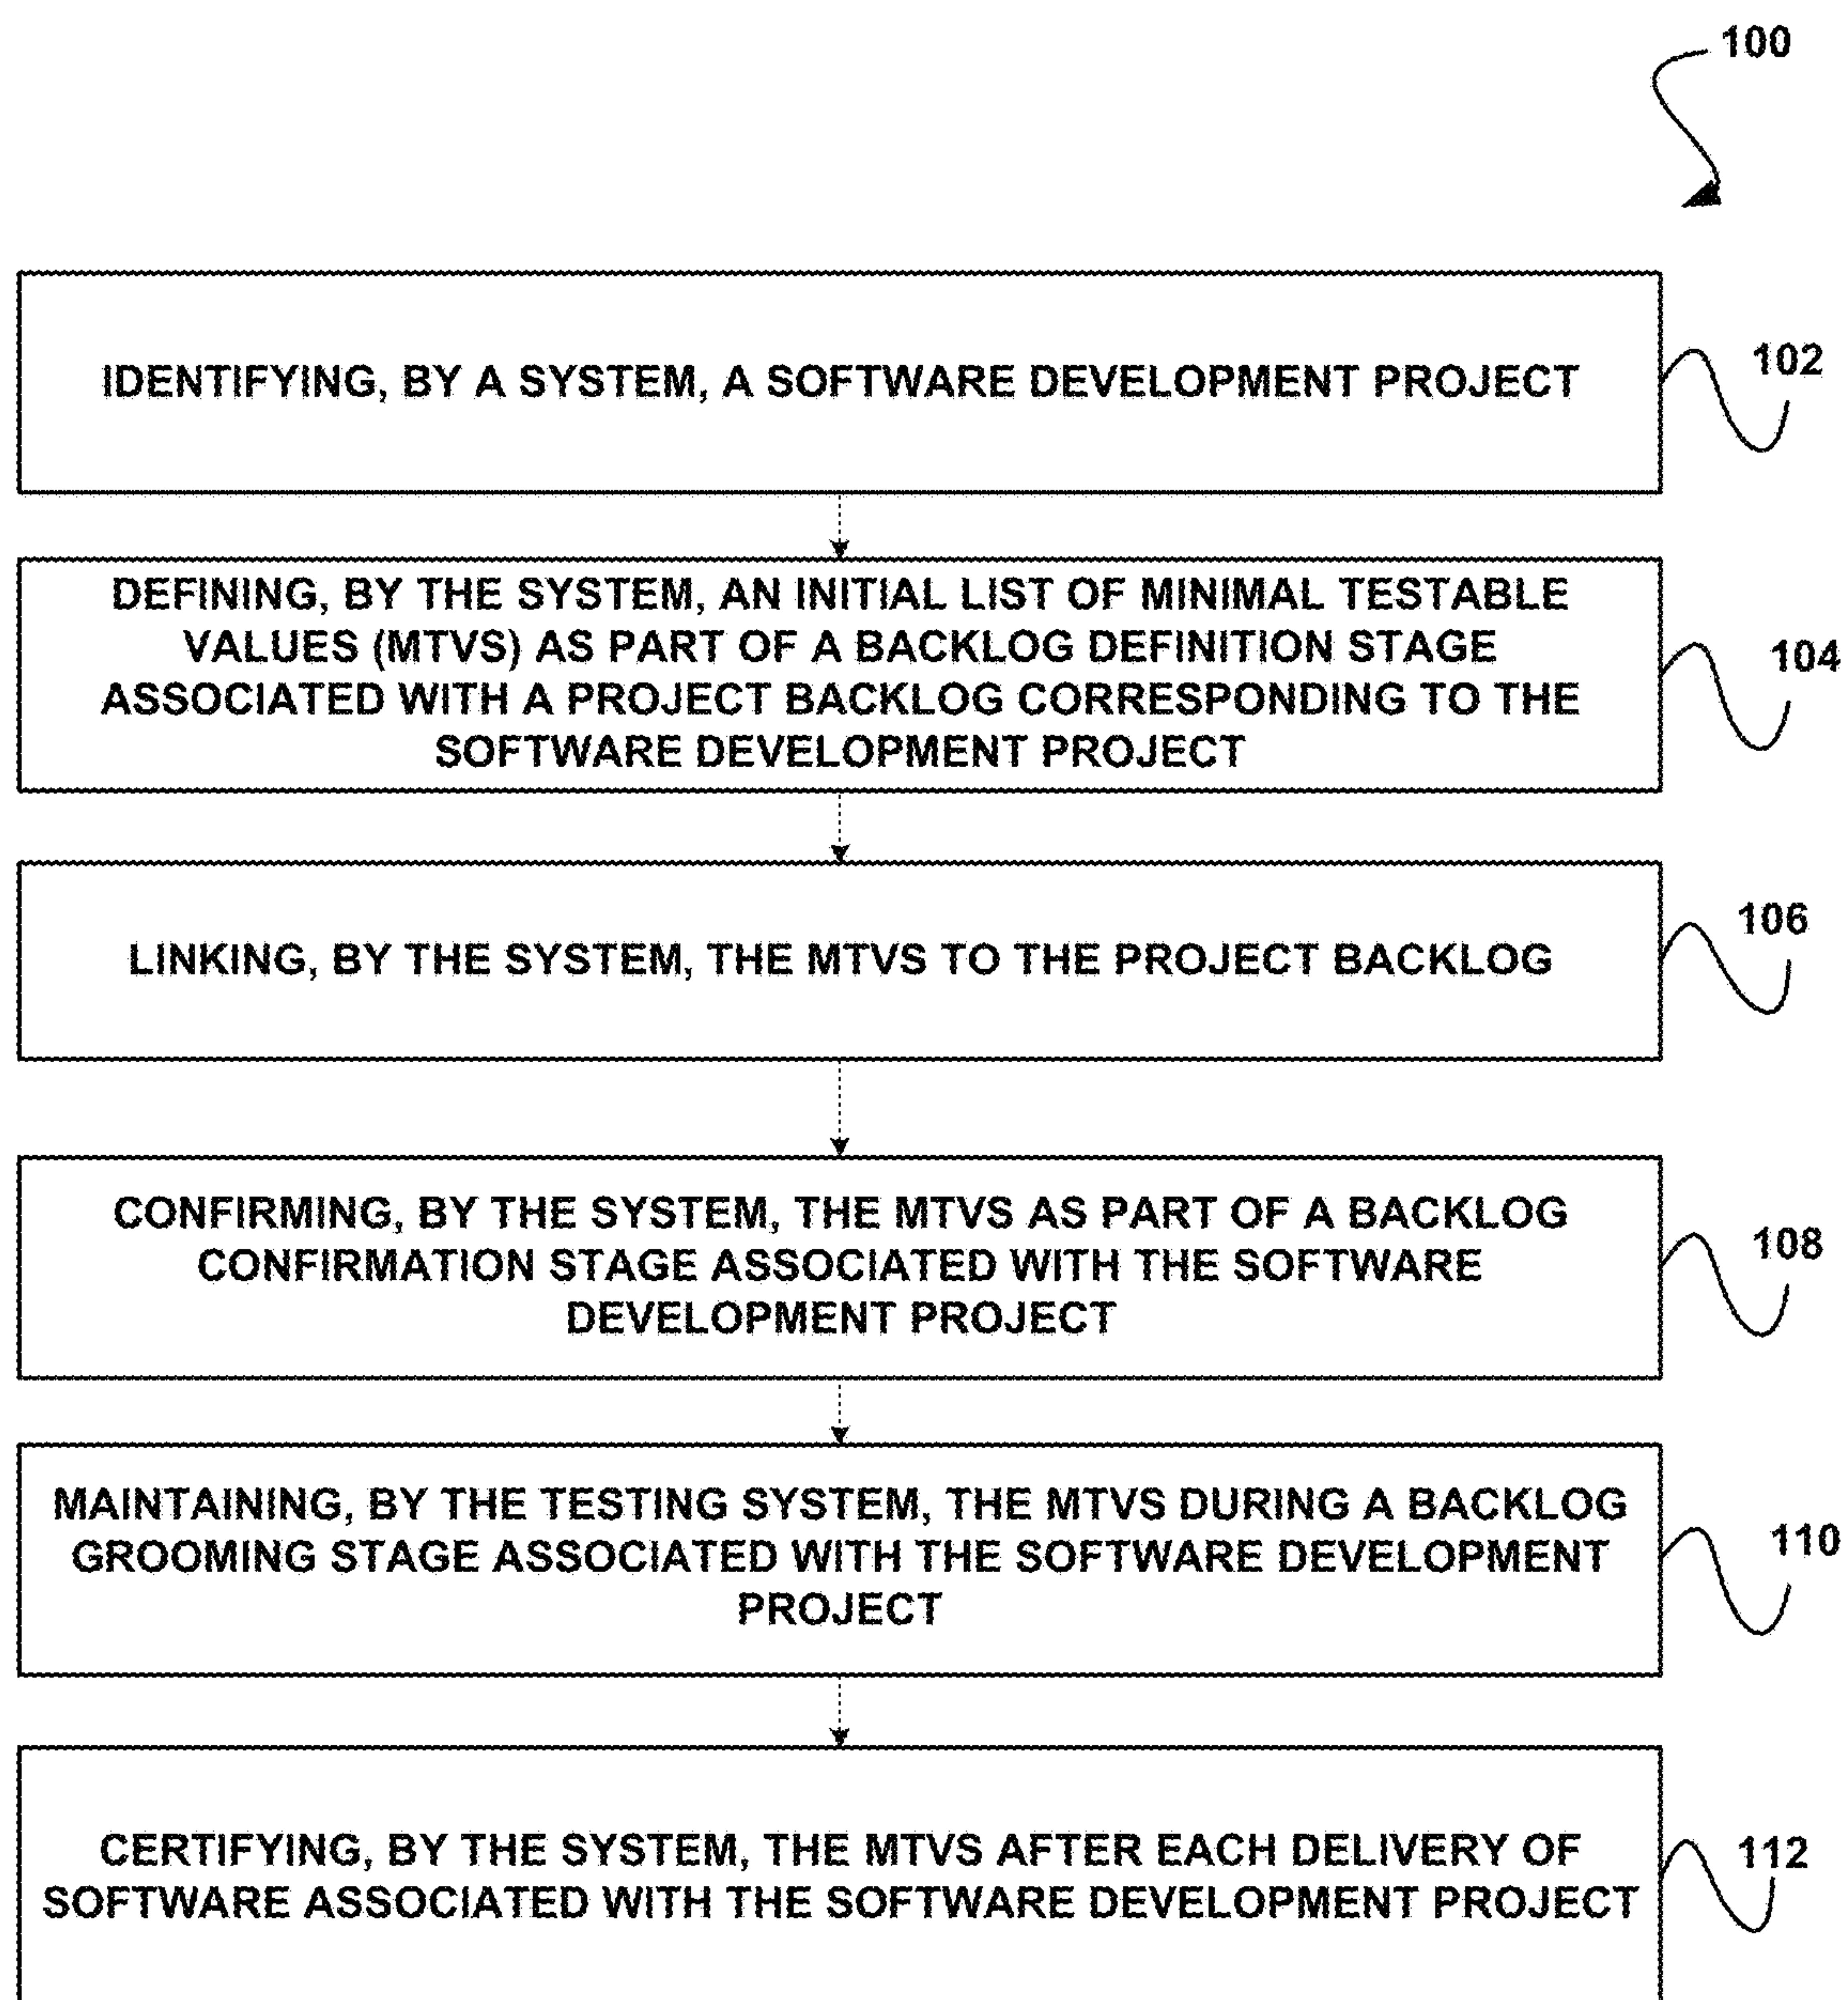 100
IDENTIFYING, BY A SYSTEM, A SOFTWARE DEVELOPMENT PROJECT
102
DEFINING, BY THE SYSTEM, AN INITIAL LIST OF MINIMAL TESTABLE
VALUES (MTVS) AS PART OF A BACKLOG DEFINITION STAGE
ASSOCIATED WITH A PROJECT BACKLOG CORRESPONDING TO THE
SOFTWARE DEVELOPMENT PROJECT
104
LINKING, BY THE SYSTEM, THE MTVS TO THE PROJECT BACKLOG
106
CONFIRMING, BY THE SYSTEM, THE MTVS AS PART OF A BACKLOG
CONFIRMATION STAGE ASSOCIATED WITH THE SOFTWARE
DEVELOPMENT PROJECT
108
MAINTAINING, BY THE TESTING SYSTEM, THE MTVS DURING A BACKLOG
GROOMING STAGE ASSOCIATED WITH THE SOFTWARE DEVELOPMENT
PROJECT
110
CERTIFYING, BY THE SYSTEM, THE MTVS AFTER EACH DELIVERY OF
SOFTWARE ASSOCIATED WITH THE SOFTWARE DEVELOPMENT PROJECT
112